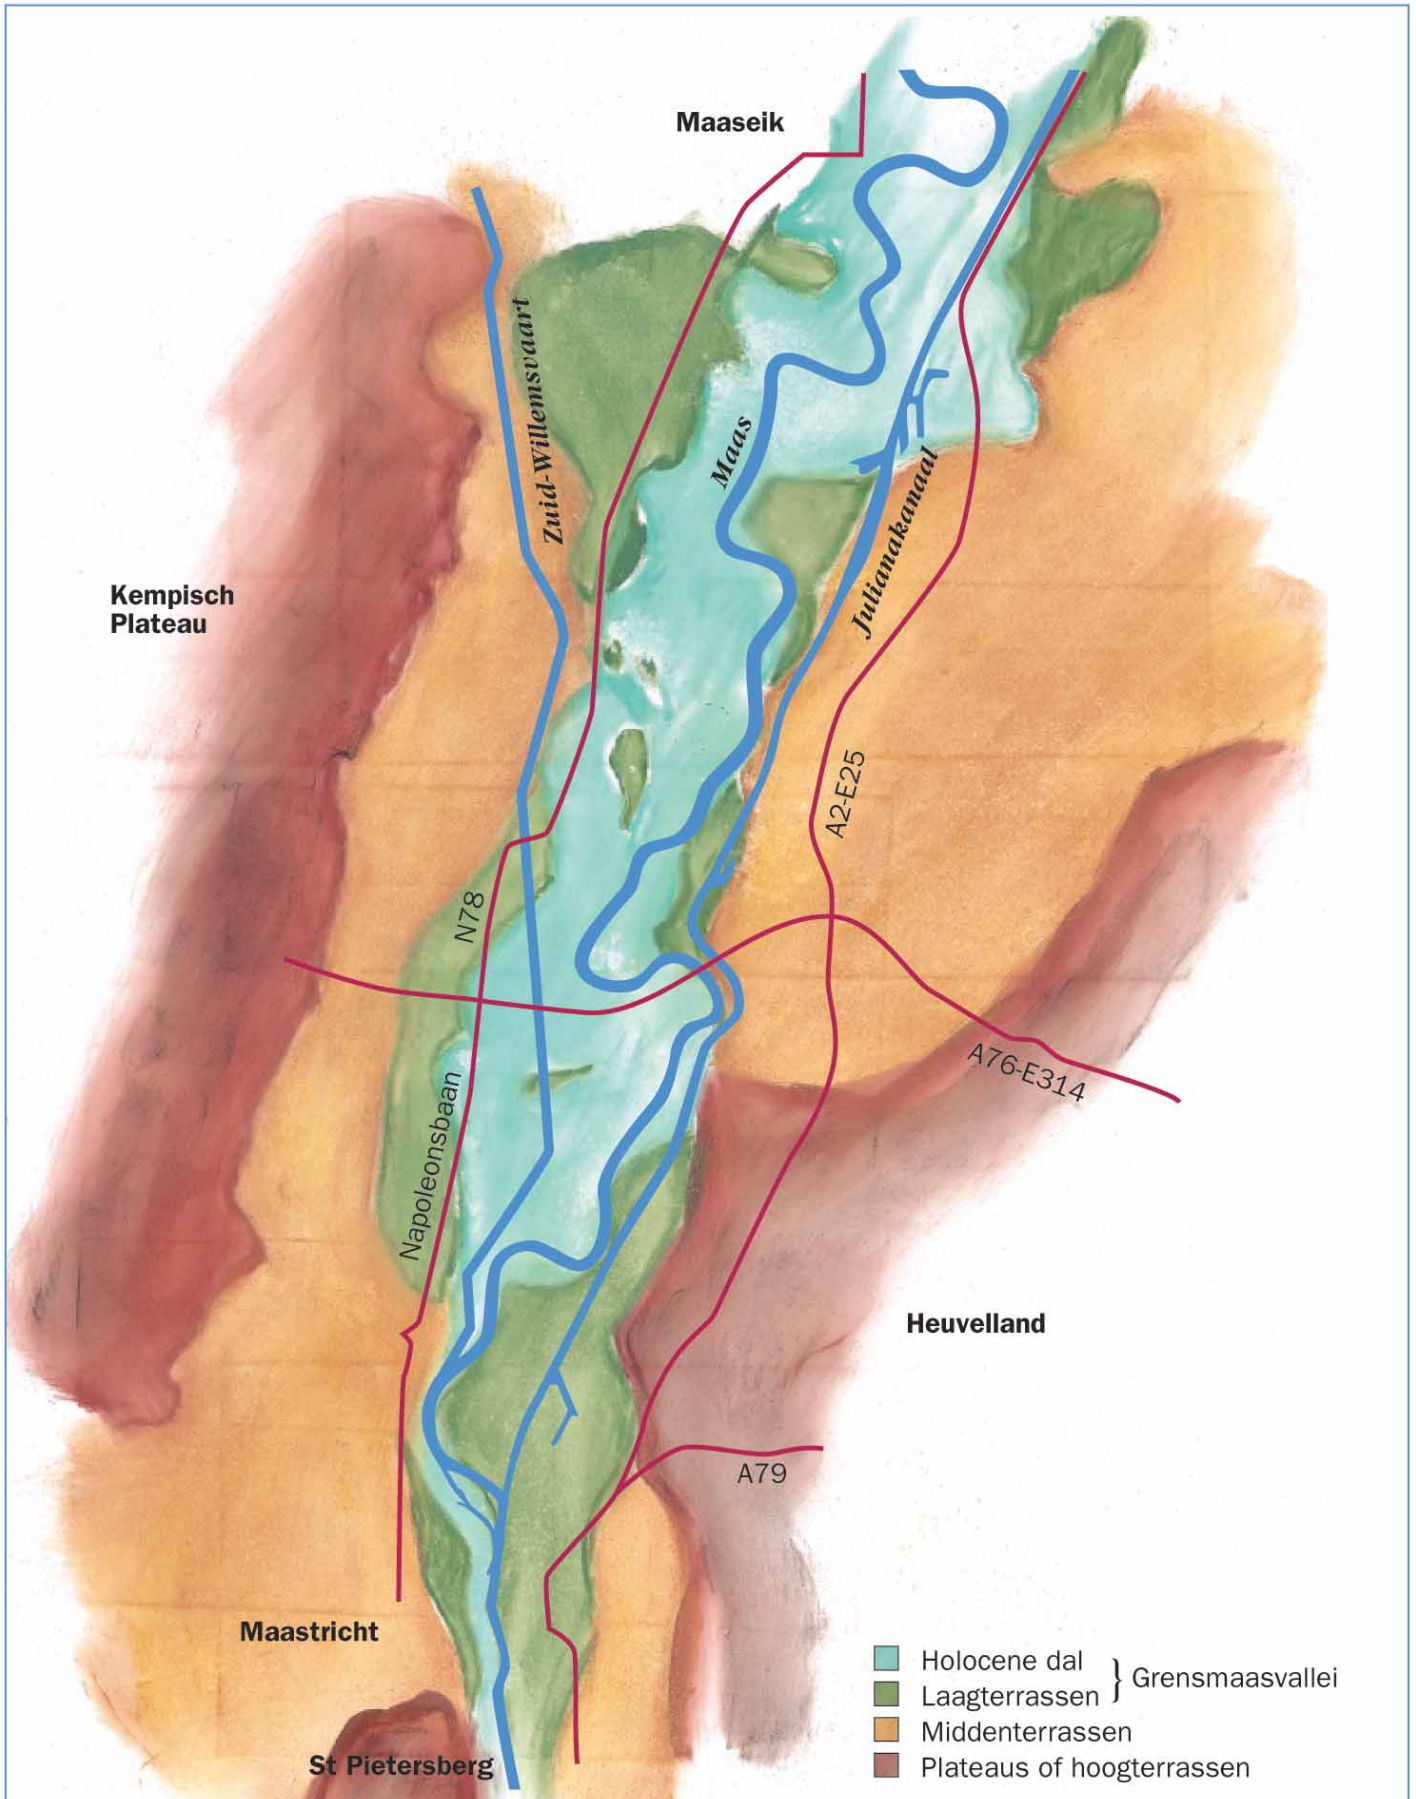 Maaseik
Zuid-Willemsvaart
Maas
Julianakanaal
Kempisch
Plateau
A2-E25
N78
A76-E314
Napoleonsbaan
Heuvelland
A79
Maastricht
St Pietersberg
Holocene dal
Laagterrassen
} Grensmaasvallei
Middenterrassen
Plateaus of hoogterrassen